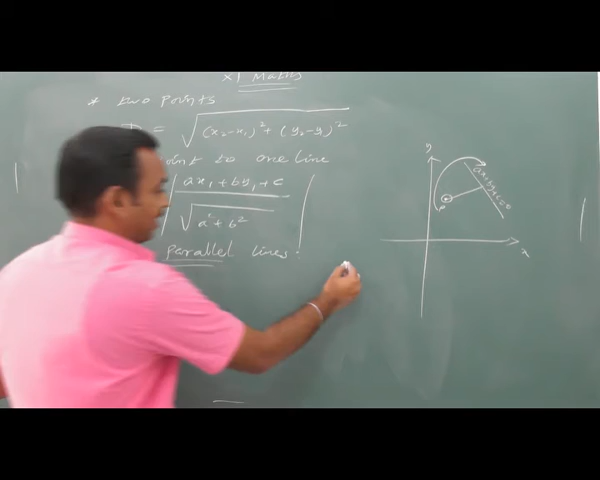 XI Maths
* two points
D = √(x₂-x₁)² + (y₂-y₁)²
point to one line
| ax₁ + by₁ + c / √a² + b² |
parallel lines :
y
ax+by+c=0
P
x